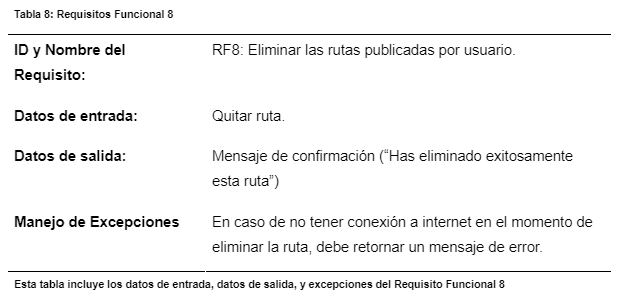 Tabla 8: Requisitos Funcional 8
ID y Nombre del Requisito: RF8: Eliminar las rutas publicadas por usuario.
Datos de entrada: Quitar ruta.
Datos de salida: Mensaje de confirmación (“Has eliminado exitosamente
esta ruta”)
Manejo de Excepciones En caso de no tener conexión a internet en el momento de
eliminar la ruta, debe retornar un mensaje de error.
Esta tabla incluye los datos de entrada, datos de salida, y excepciones del Requisito Funcional 8